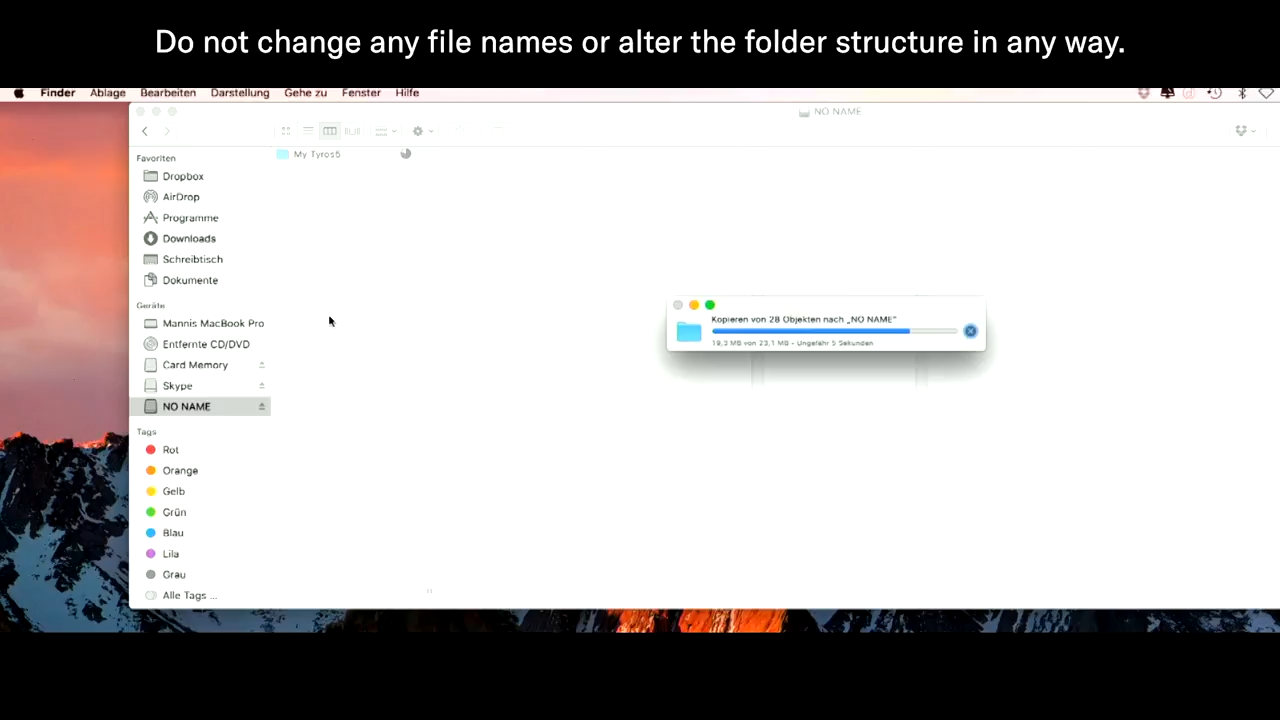 Do not change any file names or alter the folder structure in any way.
Finder Ablage Bearbeiten Darstellung Gehe zu Fenster Hilfe
NO NAME
Favoriten
My Tyros5
Dropbox
AirDrop
Programme
Downloads
Schreibtisch
Dokumente
Geräte
Mannis MacBook Pro
Entfernte CD/DVD
Card Memory
Skype
NO NAME
Tags
Rot
Orange
Gelb
Grün
Blau
Lila
Grau
Alle Tags ...
Kopieren von 28 Objekten nach „NO NAME“
19,3 MB von 23,1 MB - Ungefähr 5 Sekunden